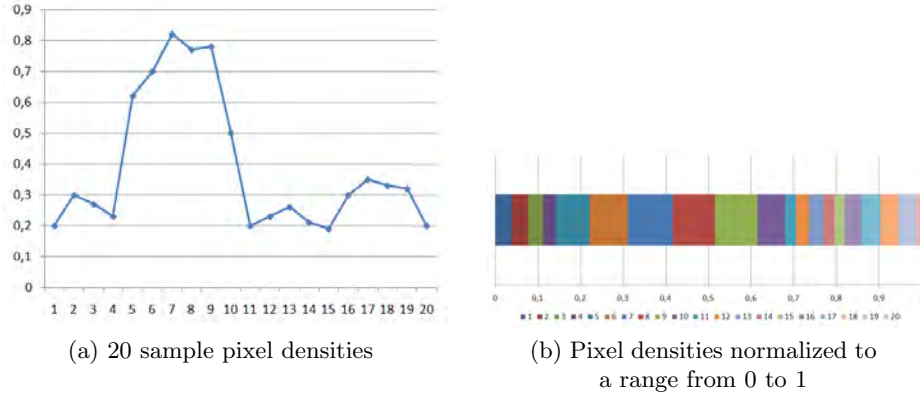 0,9
0,8
0,7
0,6
0,5
0,4
0,3
0,2
0,1
0
1 2 3 4 5 6 7 8 9 10 11 12 13 14 15 16 17 18 19 20
(a) 20 sample pixel densities
0 0,1 0,2 0,3 0,4 0,5 0,6 0,7 0,8 0,9
1 2 3 4 5 6 7 8 9 10 11 12 13 14 15 16 17 18 19 20
(b) Pixel densities normalized to
a range from 0 to 1